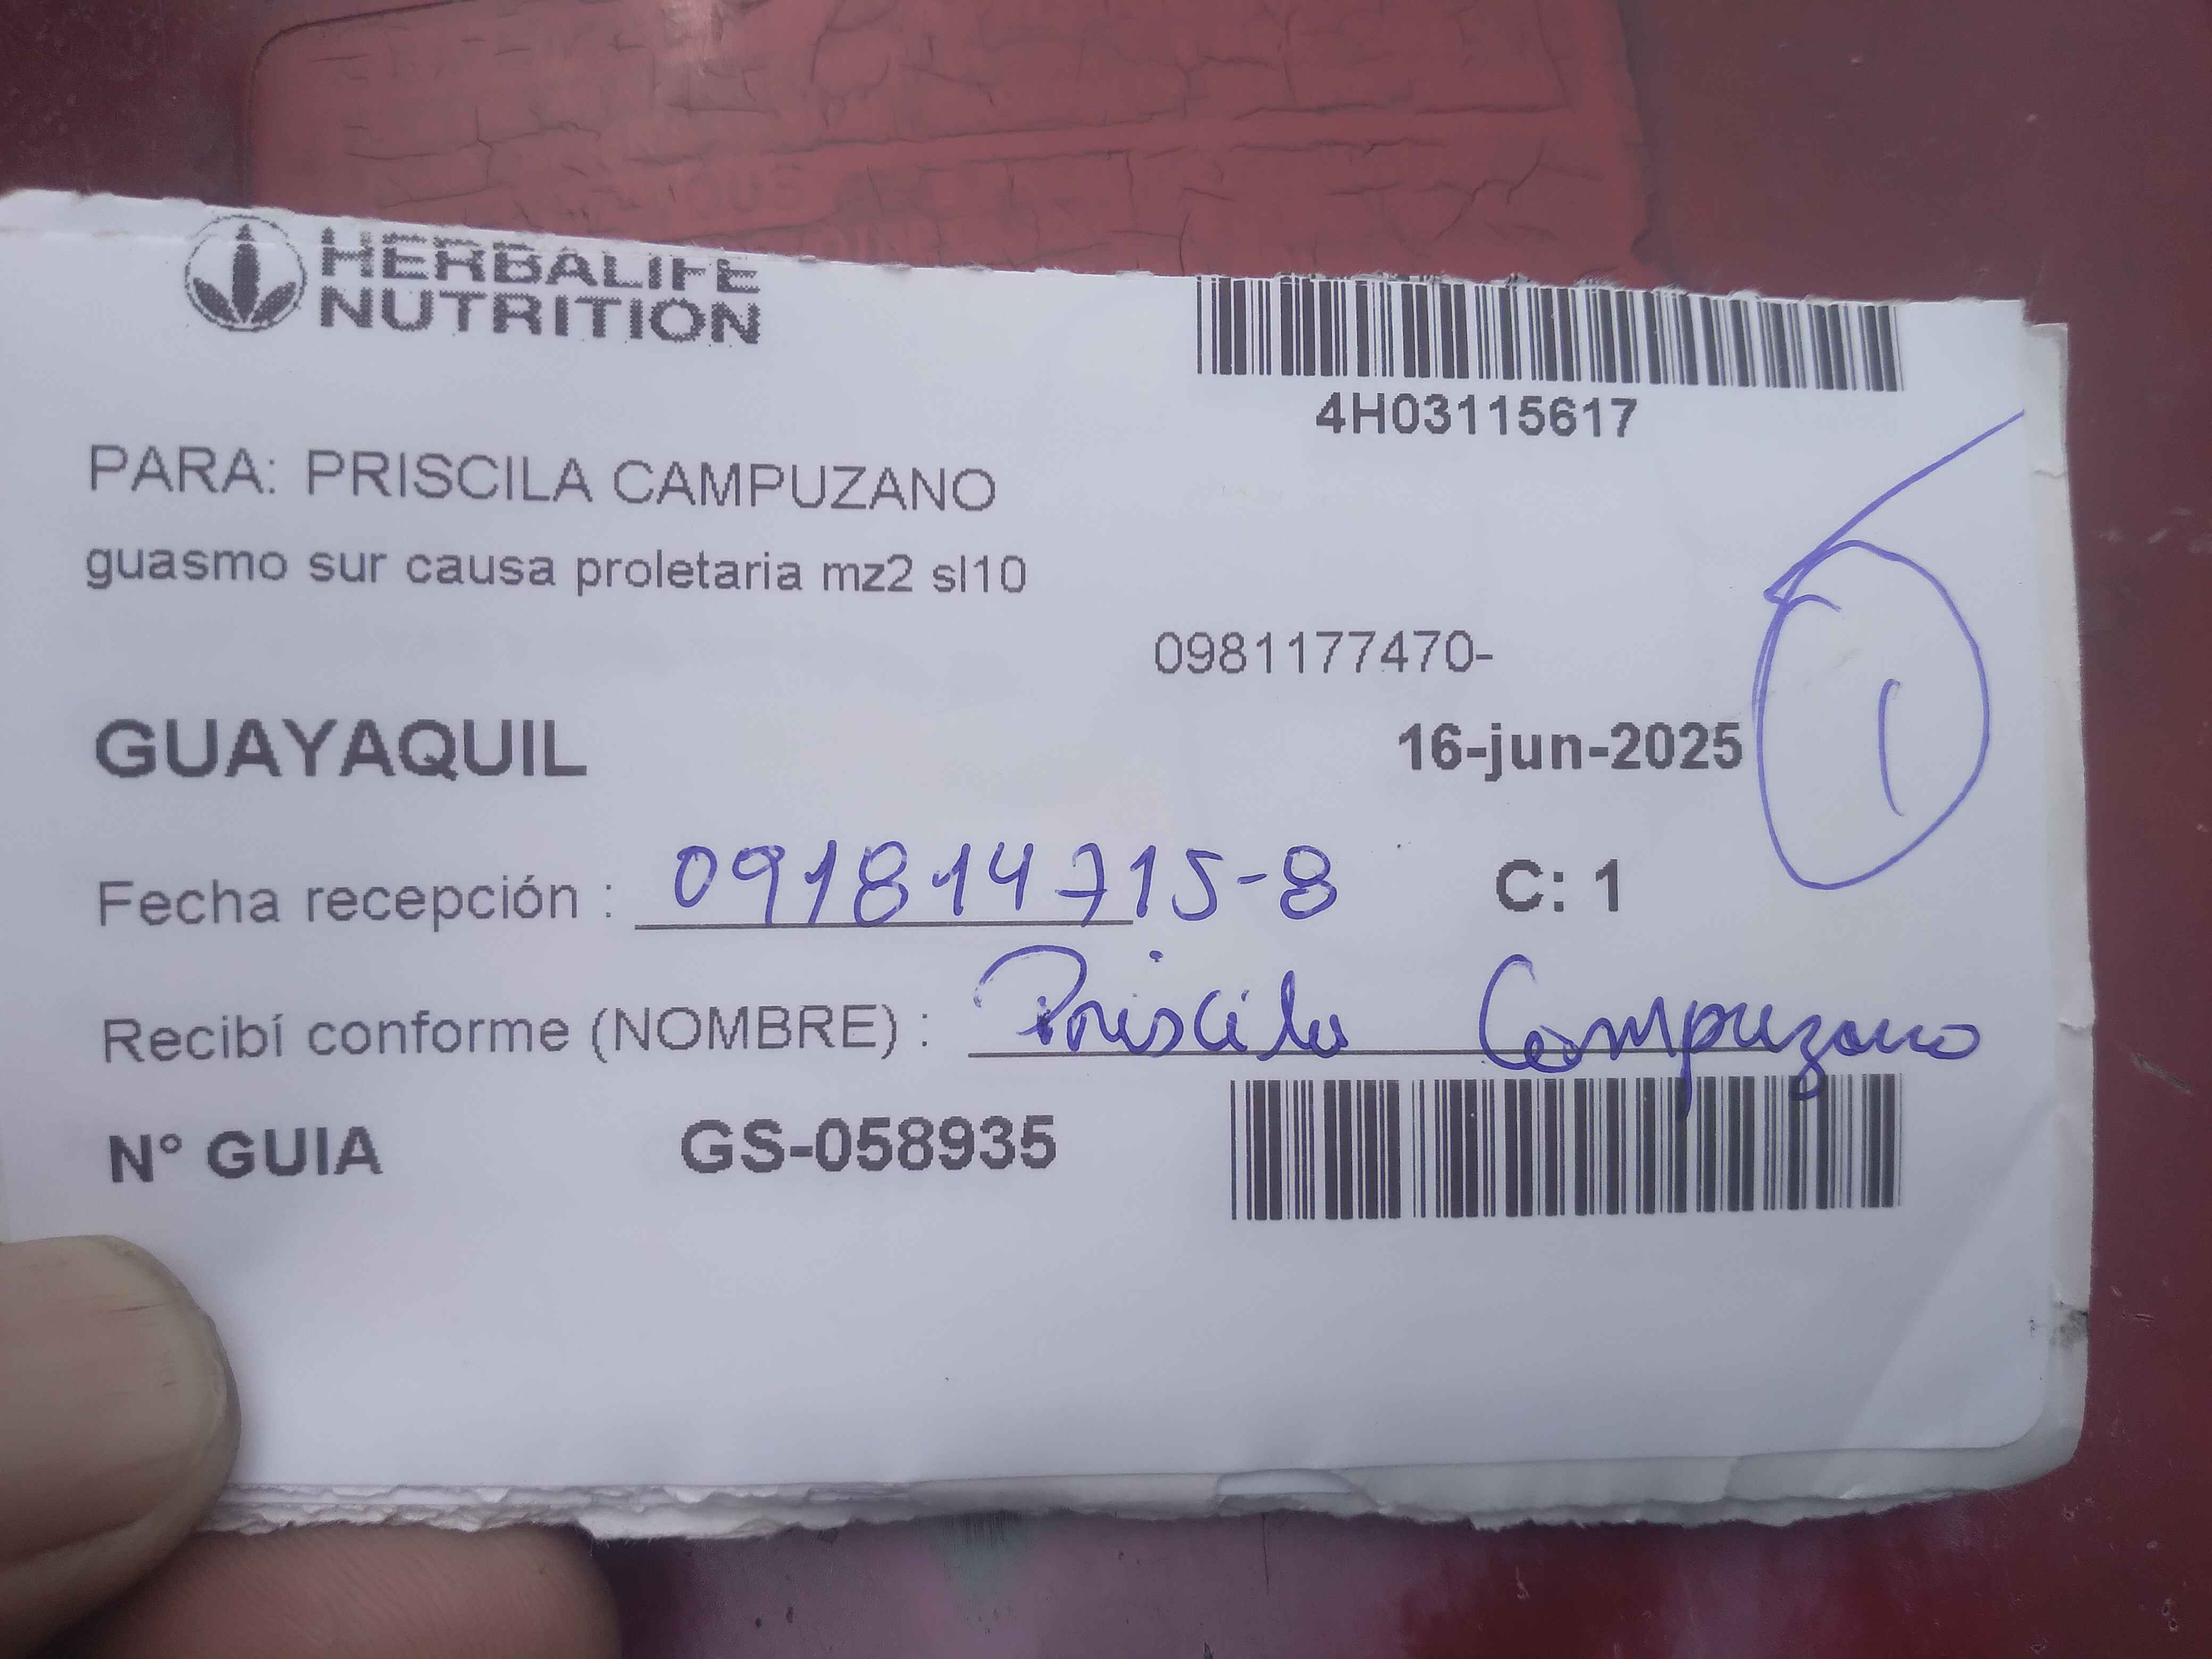 HERBALIFE
NUTRITION
4H03115617
PARA: PRISCILA CAMPUZANO
guasmo sur causa proletaria mz2 sl10
0981177470-
GUAYAQUIL
16-jun-2025
1
Fecha recepción : 091814715-8 C: 1
Recibí conforme (NOMBRE) : Priscila Campuzano
N° GUIA GS-058935